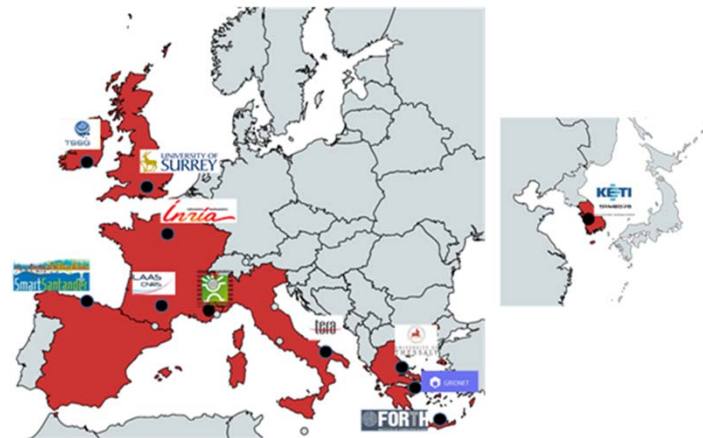 TSSG
UNIVERSITY OF
SURREY
Inria
SmartSantander
LAAS
CNRS
tera
UNIVERSITY OF
THESSALY
GRNET
FORTH
KETI